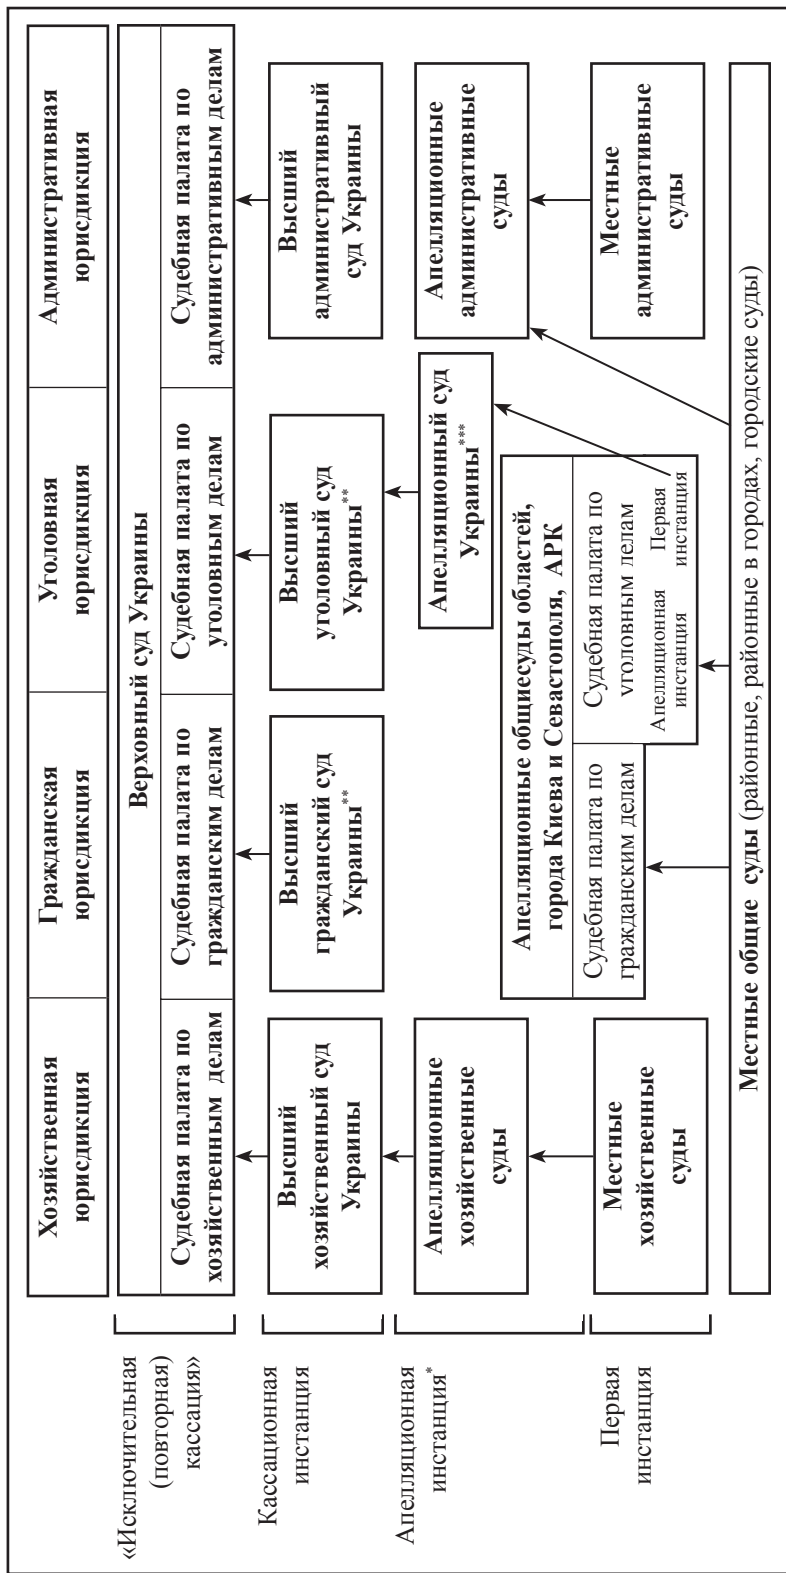 Хозяйственная
юрисдикция
Гражданская
юрисдикция
Уголовная
юрисдикция
Административная
юрисдикция
«Исключительная
(повторная)
кассация»
Верховный суд Украины
Судебная палата по
хозяйственным делам
Судебная палата по
гражданским делам
Судебная палата по
уголовным делам
Судебная палата по
административным делам
Кассационная
инстанция
Высший
хозяйственный суд
Украины
Высший
гражданский суд
Украины**
Высший
уголовный суд
Украины**
Высший
административный
суд Украины
Апелляционная
инстанция*
Апелляционные
хозяйственные
суды
Апелляционный суд
Украины***
Апелляционные
административные
суды
Апелляционные общиесуды областей,
города Киева и Севастополя, АРК
Судебная палата по
гражданским делам
Судебная палата по
уголовным делам
Апелляционная
инстанция
Первая
инстанция
Первая
инстанция
Местные
хозяйственные
суды
Местные
административные
суды
Местные общие суды (районные, районные в городах, городские суды)